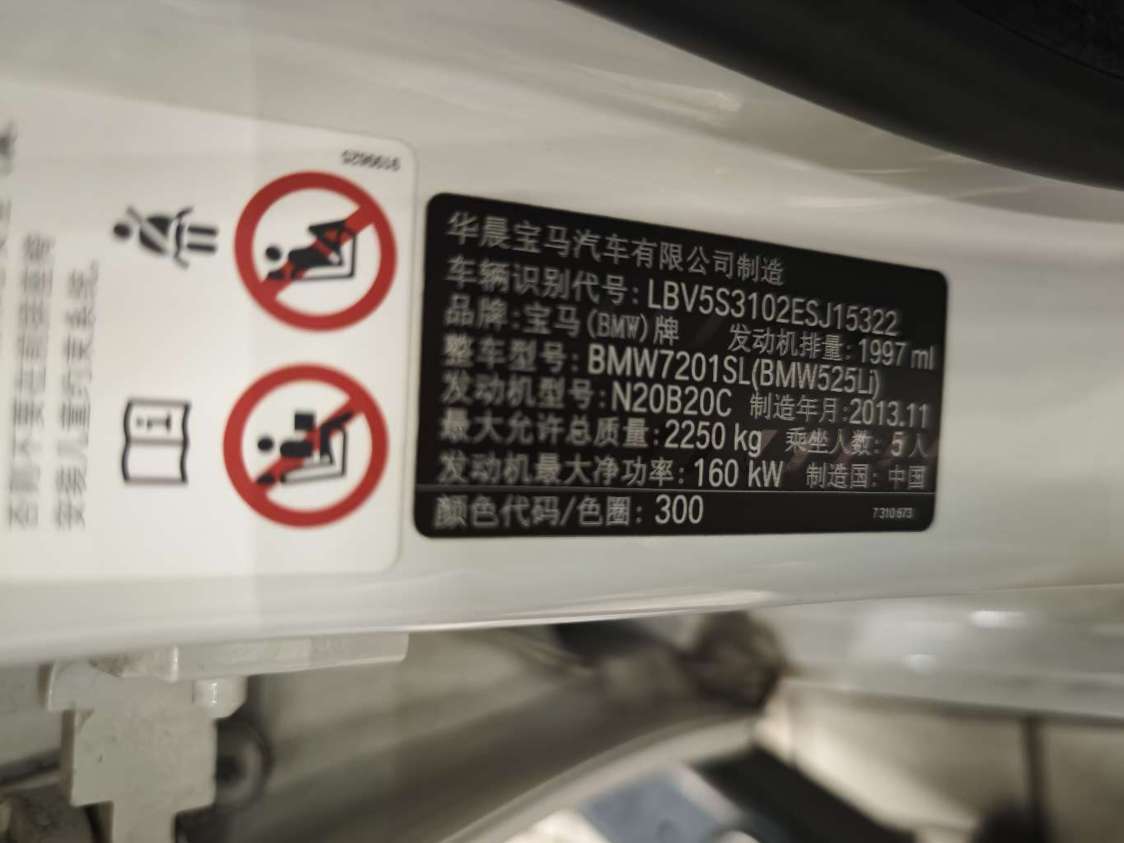 华晨宝马汽车有限公司制造
车辆识别代号: LBV5S3102ESJ15322
品牌: 宝马(BMW)牌 发动机排量: 1997 ml
整车型号: BMW7201SL(BMW525Li)
发动机型号: N20B20C 制造年月: 2013.11
最大允许总质量: 2250 kg 乘坐人数: 5人
发动机最大净功率: 160 kW 制造国: 中国
颜色代码/色圈: 300 7310673